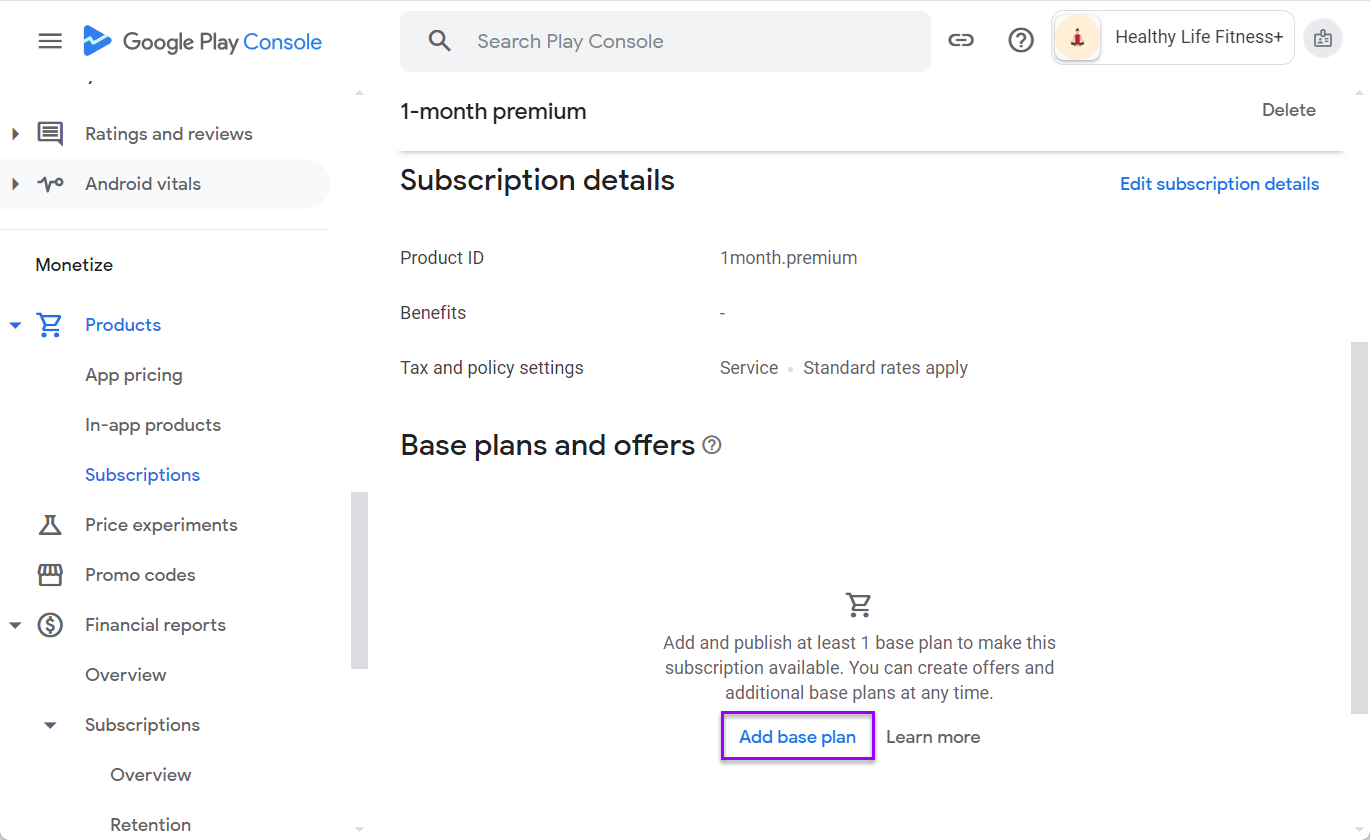 Google Play Console
Search Play Console
Healthy Life Fitness+
Ratings and reviews
Android vitals
Monetize
Products
App pricing
In-app products
Subscriptions
Price experiments
Promo codes
Financial reports
Overview
Subscriptions
Overview
Retention
1-month premium
Delete
Subscription details
Edit subscription details
Product ID
1month.premium
Benefits
-
Tax and policy settings
Service • Standard rates apply
Base plans and offers
Add and publish at least 1 base plan to make this
subscription available. You can create offers and
additional base plans at any time.
Add base plan
Learn more